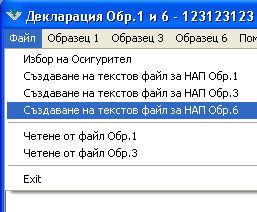 Декларация Обр.1 и 6 - 123123123
Файл Образец 1 Образец 3 Образец 6
Избор на Осигурител
Създаване на текстов файл за НАП Обр.1
Създаване на текстов файл за НАП Обр.3
Създаване на текстов файл за НАП Обр.6
Четене от файл Обр.1
Четене от файл Обр.3
Exit